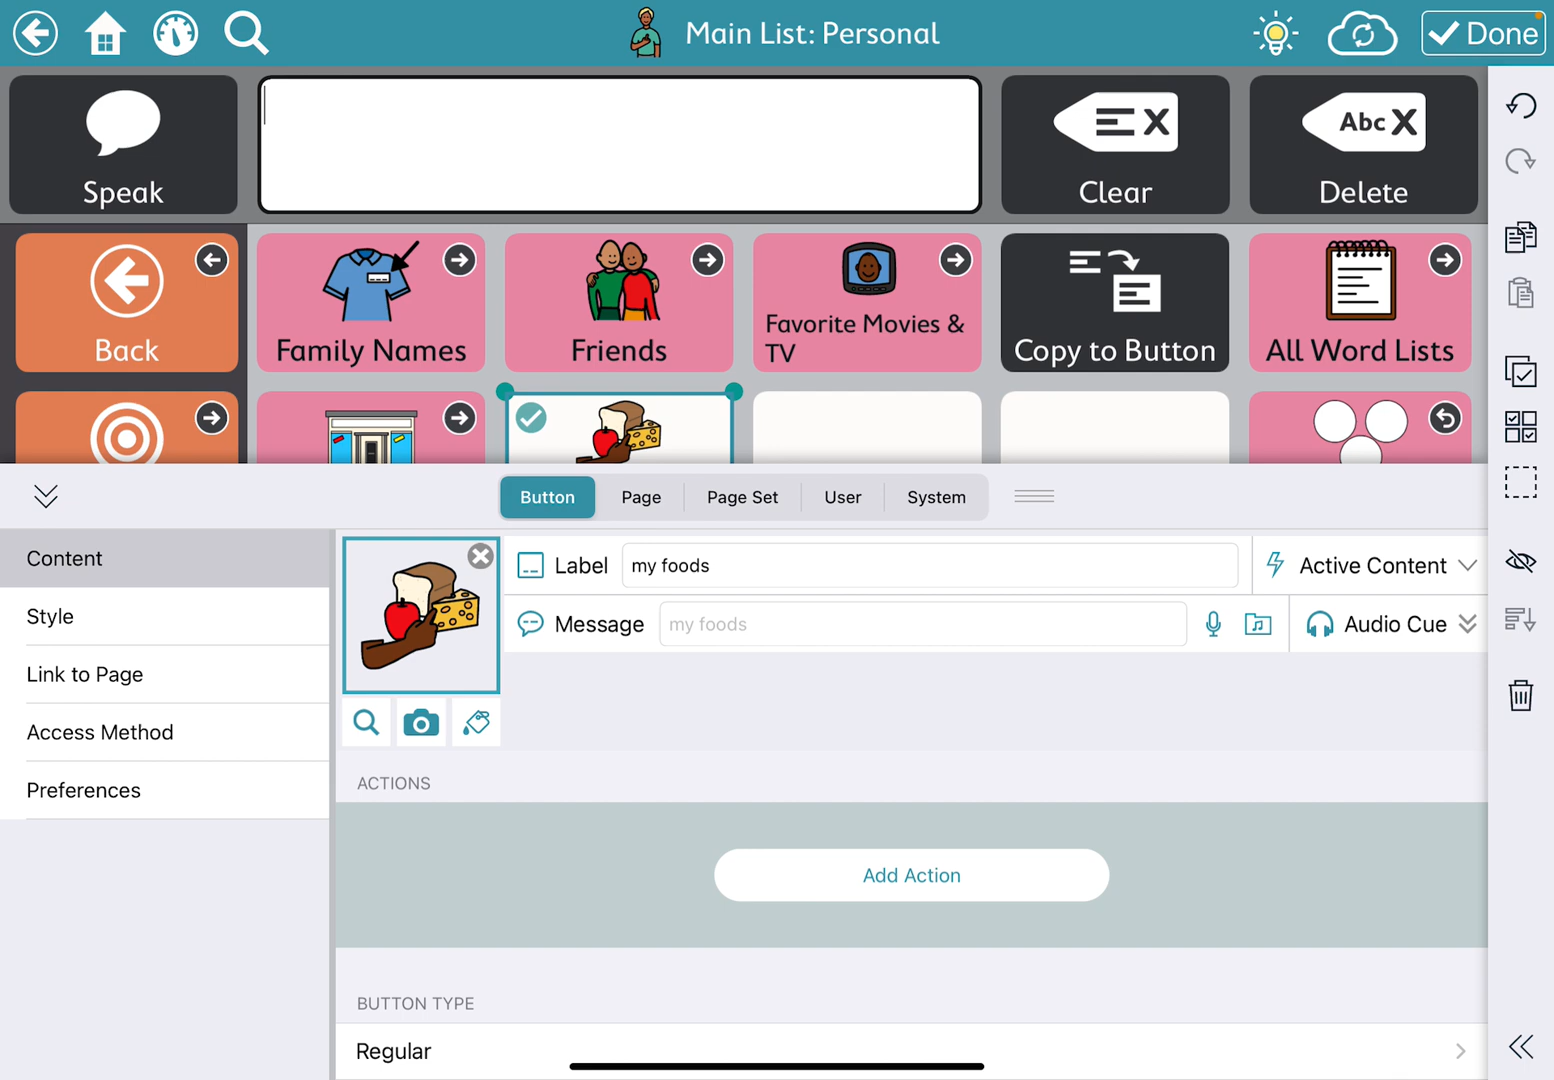 Main List: Personal
Done
Speak
Clear
Abc X
Delete
Back
Family Names
Friends
Favorite Movies &
TV
Copy to Button
All Word Lists
Button
Page
Page Set
User
System
Content
Style
Link to Page
Access Method
Preferences
Label
my foods
Active Content
Message
my foods
Audio Cue
ACTIONS
Add Action
BUTTON TYPE
Regular